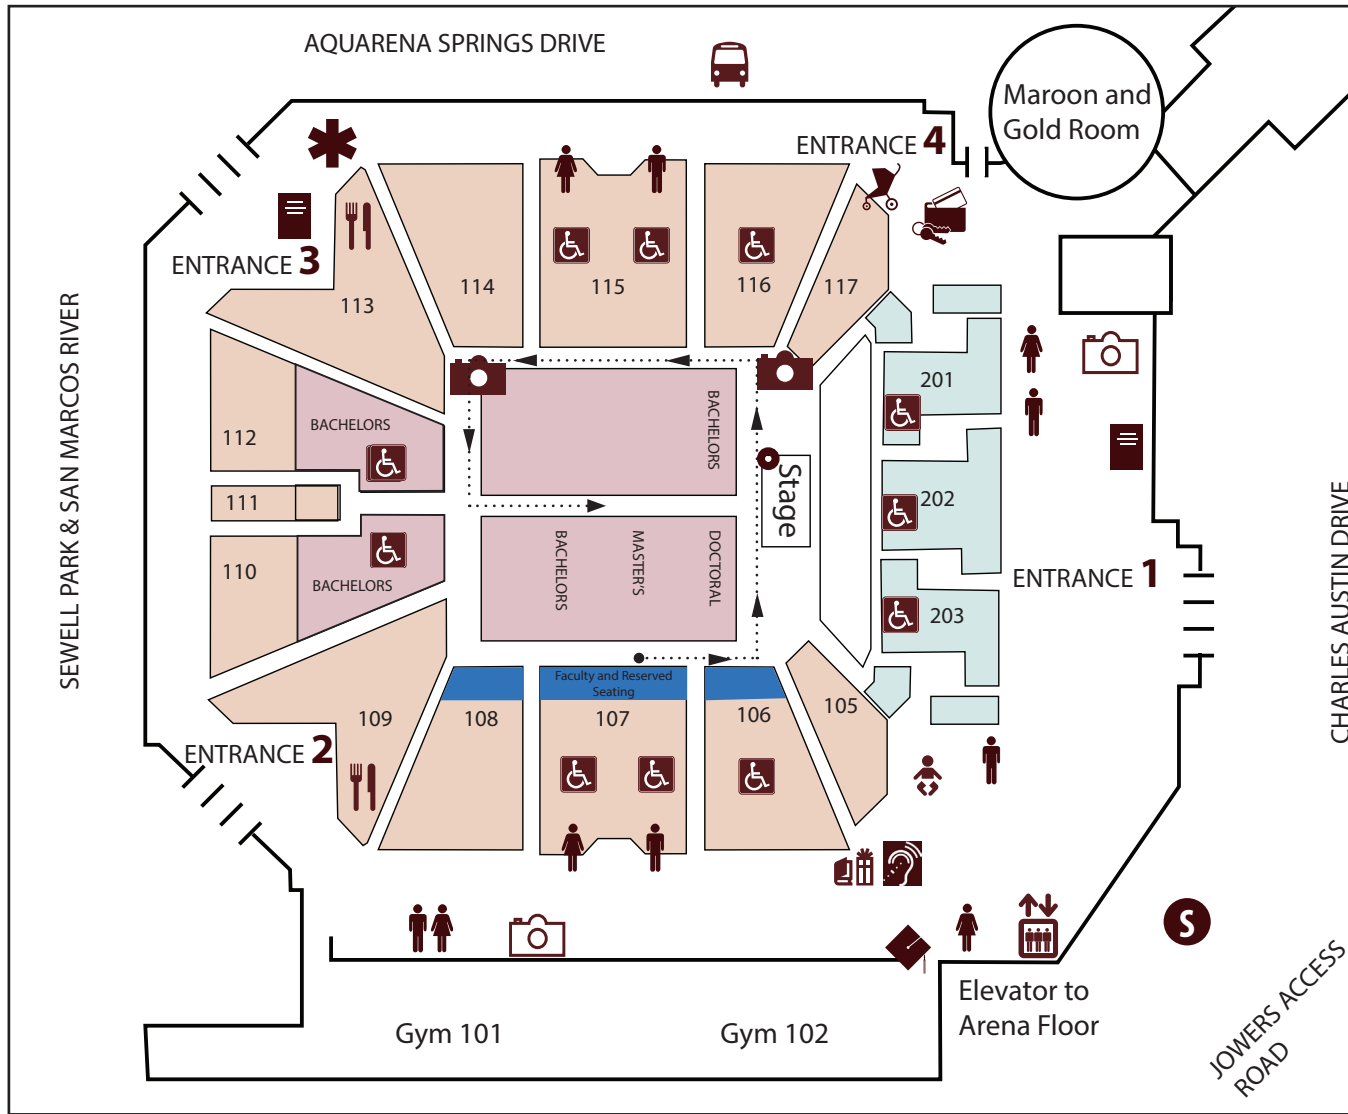 AQUARENA SPRINGS DRIVE
Maroon and
Gold Room
ENTRANCE 4
ENTRANCE 3
113
114
115
116
117
201
112
BACHELORS
BACHELORS
111
Stage
202
SEWELL PARK & SAN MARCOS RIVER
CHARLES AUSTIN DRIVE
110
BACHELORS
BACHELORS
MASTER'S
DOCTORAL
ENTRANCE 1
203
Faculty and Reserved
Seating
109
108
107
106
105
ENTRANCE 2
S
Elevator to
Arena Floor
Gym 101
Gym 102
JOWERS ACCESS
ROAD